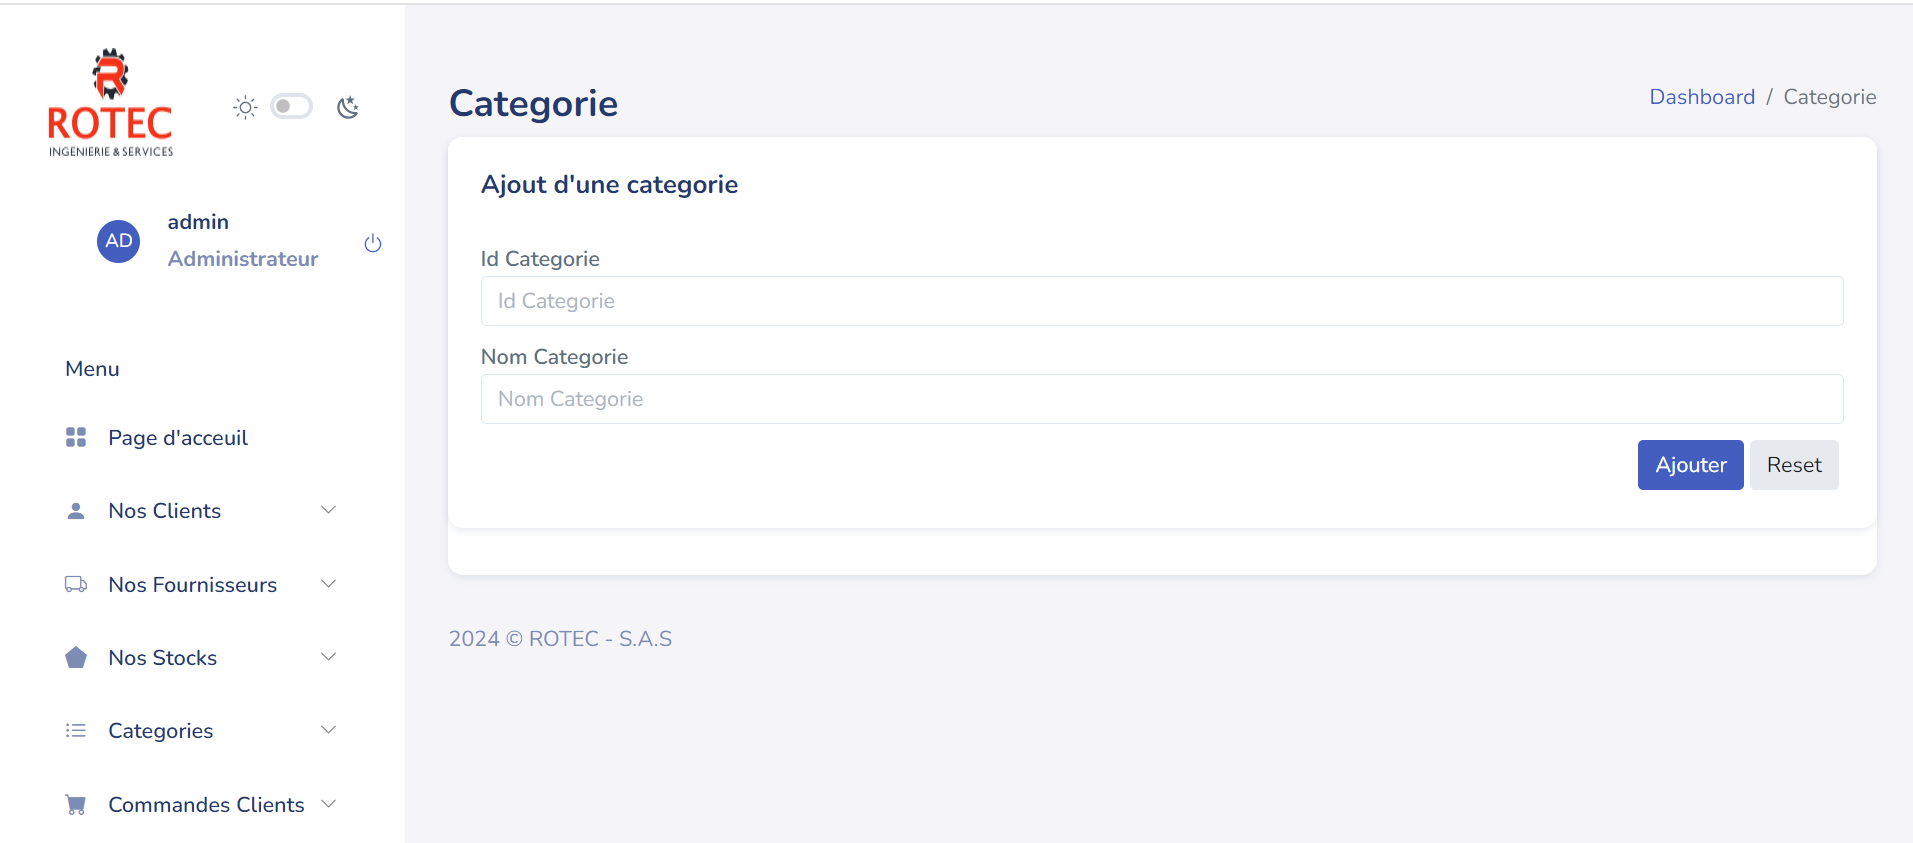 R
ROTEC
INGENIERIE & SERVICES
AD
admin
Administrateur
Menu
Page d'acceuil
Nos Clients
Nos Fournisseurs
Nos Stocks
Categories
Commandes Clients
Categorie
Dashboard / Categorie
Ajout d'une categorie
Id Categorie
Id Categorie
Nom Categorie
Nom Categorie
Ajouter
Reset
2024 © ROTEC - S.A.S